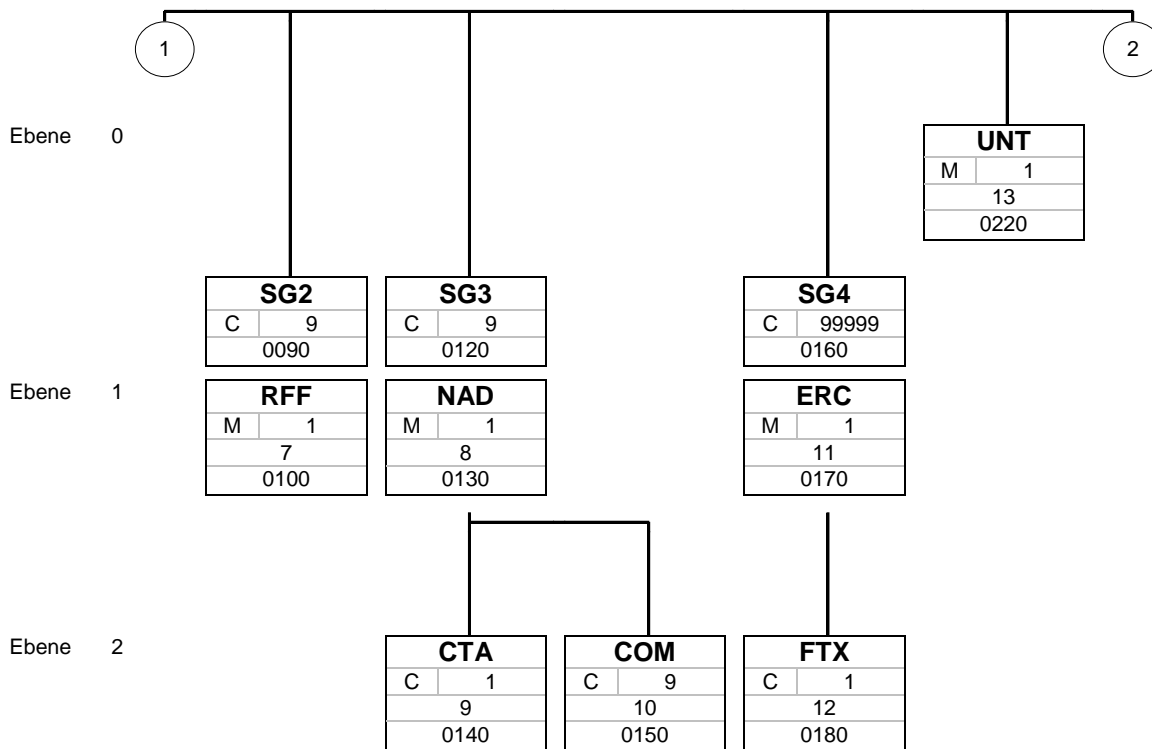 1
2
Ebene 0
UNT
M 1
13
0220
SG2 SG3 SG4
C 9 C 9 C 99999
0090 0120 0160
Ebene 1
RFF NAD ERC
M 1 M 1 M 1
7 8 11
0100 0130 0170
Ebene 2
CTA COM FTX
C 1 C 9 C 1
9 10 12
0140 0150 0180